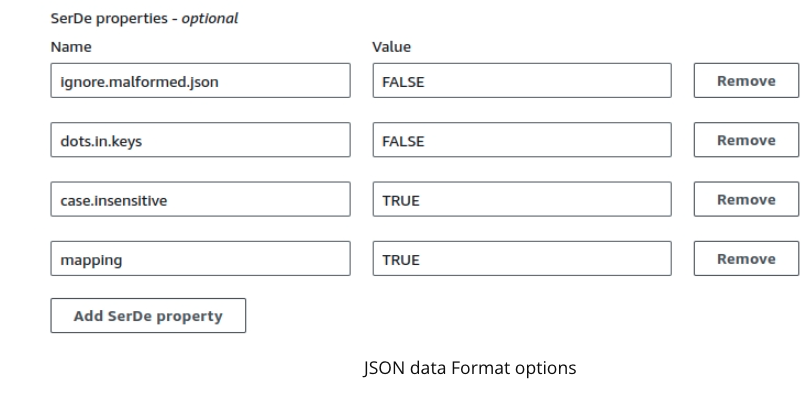 SerDe properties - optional
Name Value
ignore.malformed.json FALSE Remove
dots.in.keys FALSE Remove
case.insensitive TRUE Remove
mapping TRUE Remove
Add SerDe property
JSON data Format options